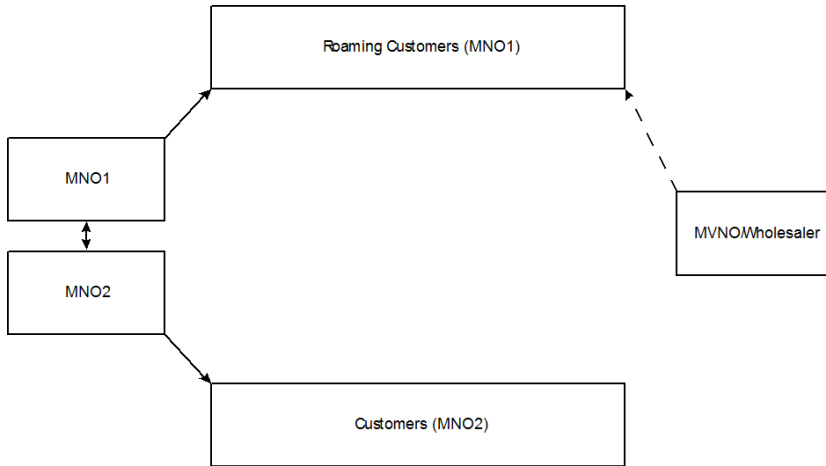 Roaming Customers (MNO1)
MNO1
MVNO/Wholesaler
MNO2
Customers (MNO2)